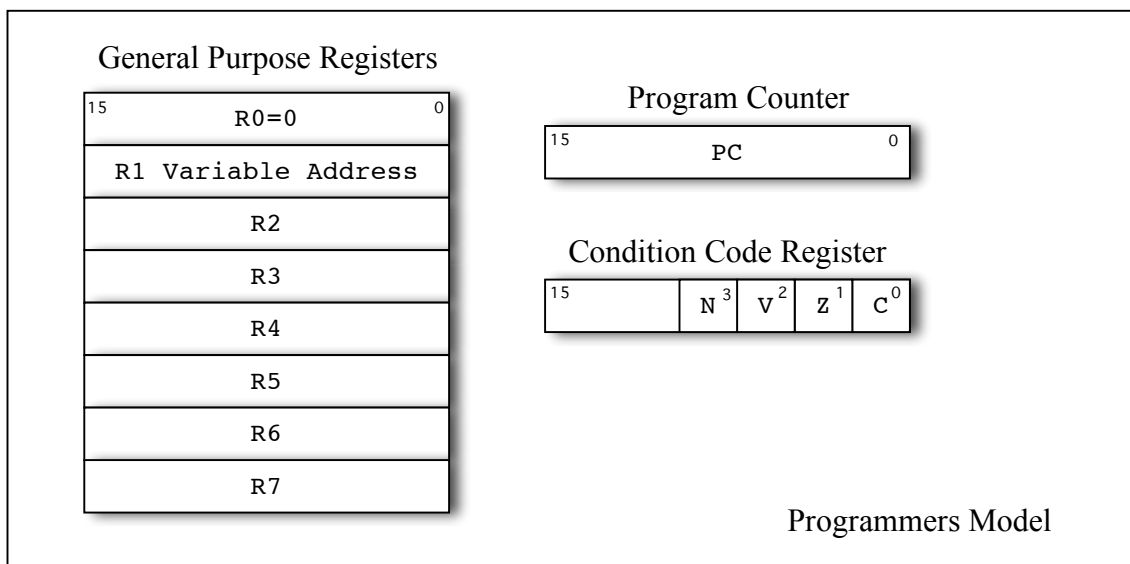 General Purpose Registers
15 R0=0 0
R1 Variable Address
R2
R3
R4
R5
R6
R7
Program Counter
15 PC 0
Condition Code Register
15 N 3 V 2 Z 1 C 0
Programmers Model